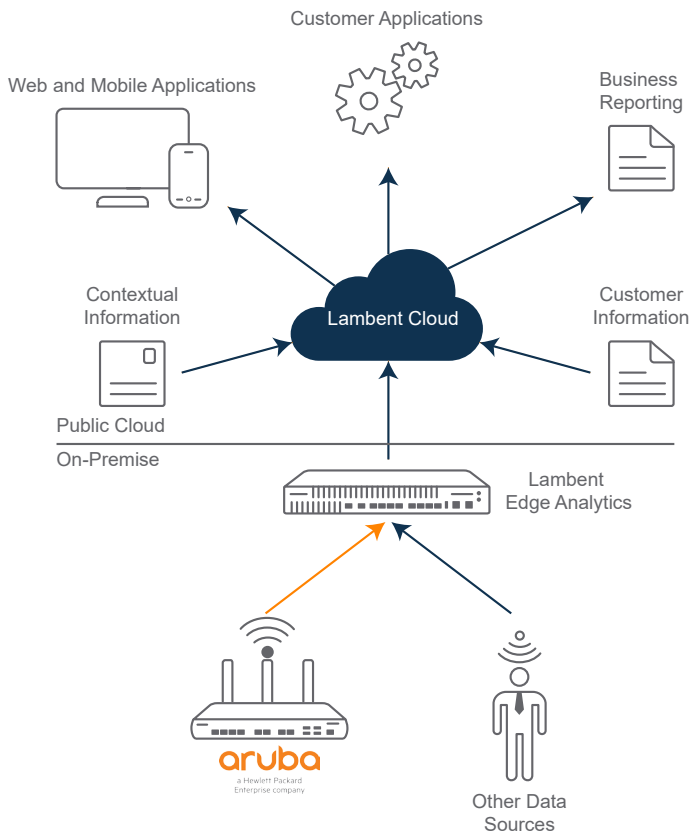 Customer Applications
Web and Mobile Applications
Business
Reporting
Contextual
Information
Lambent Cloud
Customer
Information
Public Cloud
On-Premise
Lambent
Edge Analytics
aruba
a Hewlett Packard
Enterprise company
Other Data
Sources